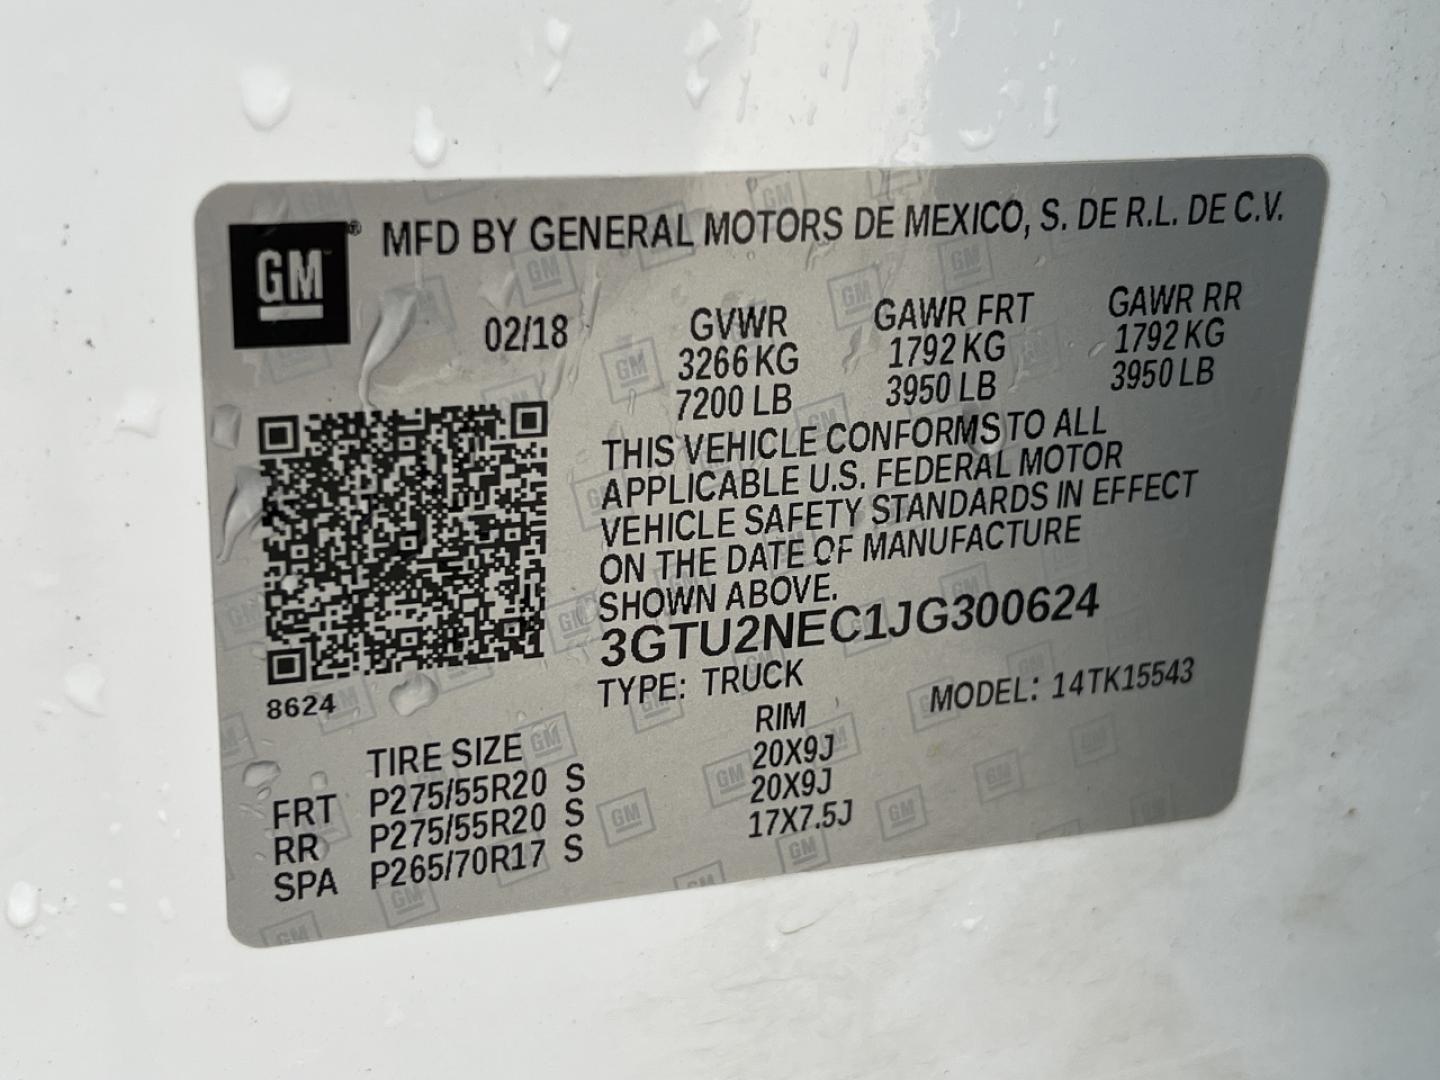 GM
MFD BY GENERAL MOTORS DE MEXICO, S. DE R.L. DE C.V.
02/18
GVWR GAWR FRT GAWR RR
3266 KG 1792 KG 1792 KG
7200 LB 3950 LB 3950 LB
THIS VEHICLE CONFORMS TO ALL
APPLICABLE U.S. FEDERAL MOTOR
VEHICLE SAFETY STANDARDS IN EFFECT
ON THE DATE OF MANUFACTURE
SHOWN ABOVE.
3GTU2NEC1JG300624
TYPE: TRUCK MODEL: 14TK15543
8624
TIRE SIZE RIM
FRT P275/55R20 S 20X9J
RR P275/55R20 S 20X9J
SPA P265/70R17 S 17X7.5J